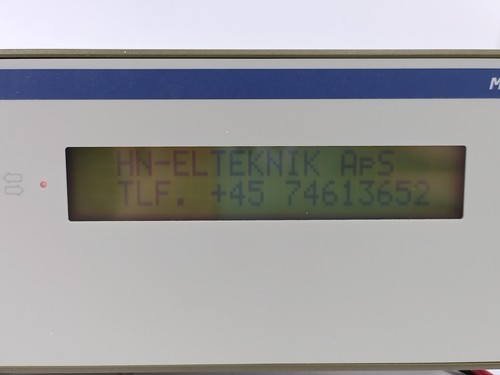 M
HN-ELTEKNIK ApS
TLF. +45 74613652